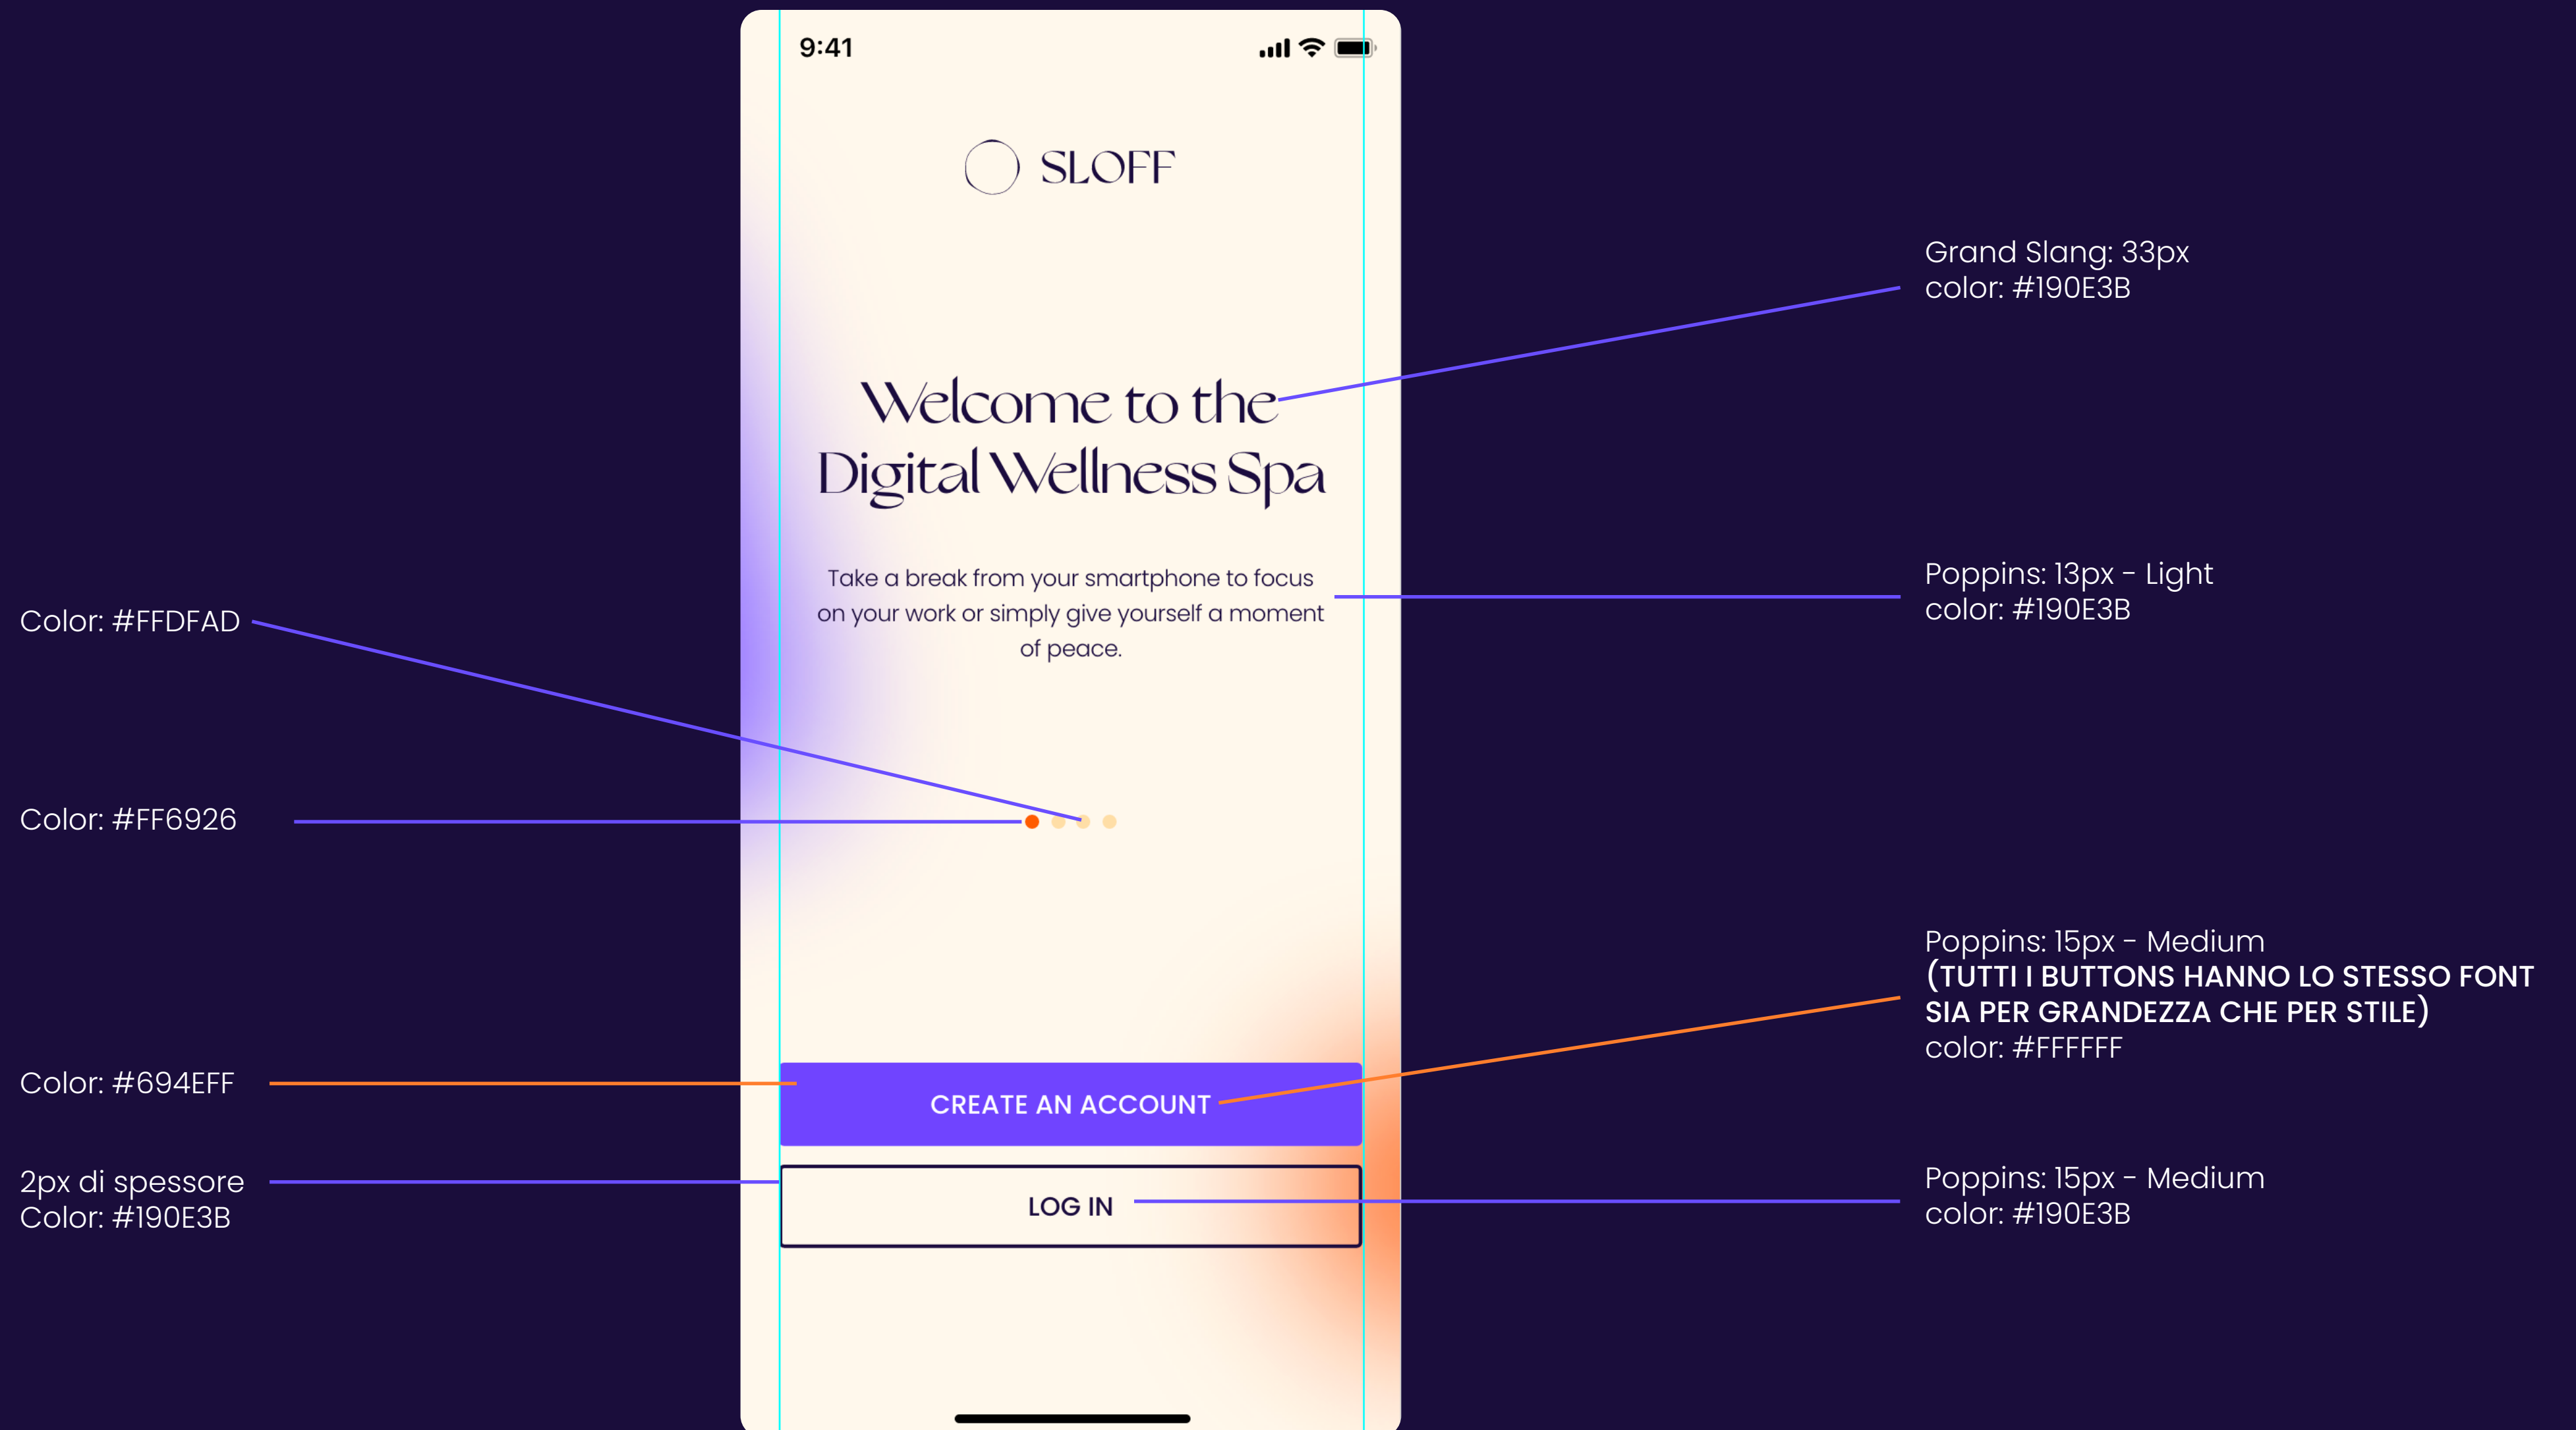 9:41
SLOFF
Welcome to the
Digital Wellness Spa
Take a break from your smartphone to focus
on your work or simply give yourself a moment
of peace.
CREATE AN ACCOUNT
LOG IN
Color: #FFDFAD
Color: #FF6926
Color: #694EFF
2px di spessore
Color: #190E3B
Grand Slang: 33px
color: #190E3B
Poppins: 13px - Light
color: #190E3B
Poppins: 15px - Medium
(TUTTI I BUTTONS HANNO LO STESSO FONT
SIA PER GRANDEZZA CHE PER STILE)
color: #FFFFFF
Poppins: 15px - Medium
color: #190E3B